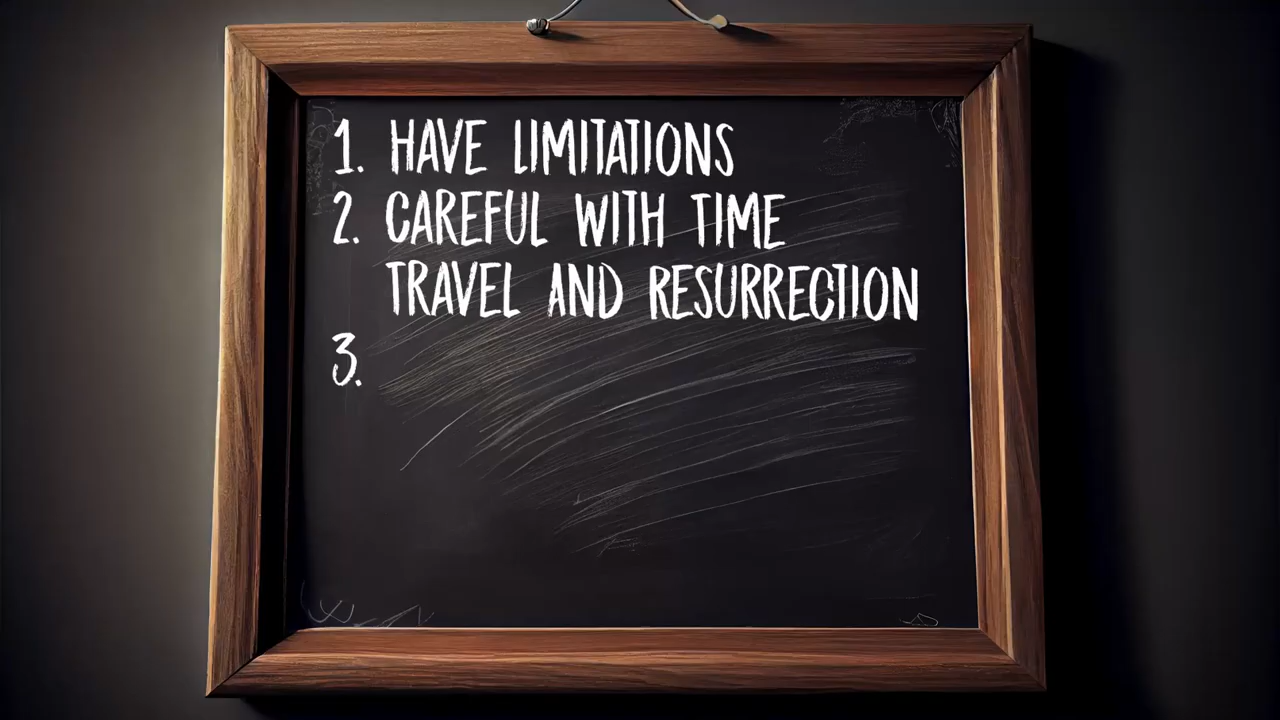 1. HAVE LIMITATIONS
2. CAREFUL WITH TIME
TRAVEL AND RESURRECTION
3.